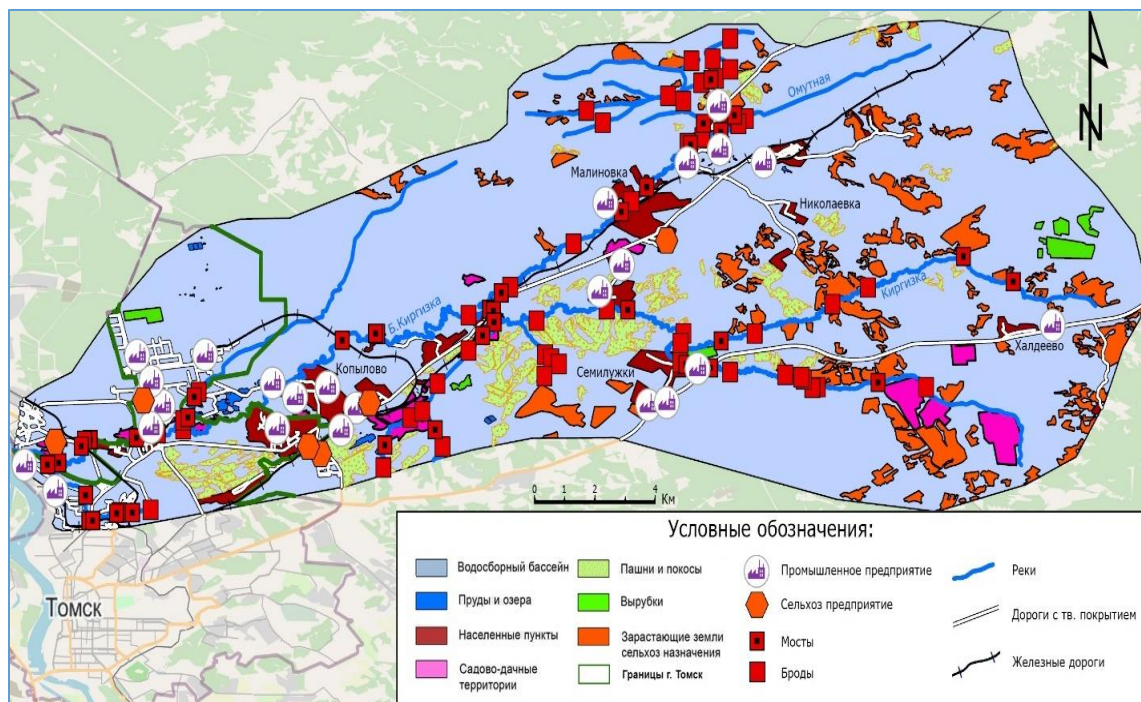 N
Омутная
Малиновка
Николаевка
Киргизка
Б.Киргизка
Халдеево
Копылово
Семилужки
0 2 4
Км
Томск
Условные обозначения:
Водосборный бассейн
Пруды и озера
Населенные пункты
Садово-дачные
территории
Пашни и покосы
Вырубки
Зарастающие земли
сельхоз назначения
Границы г. Томск
Промышленное предприятие
Сельхоз предприятие
Мосты
Броды
Реки
Дороги с тв. покрытием
Железные дороги